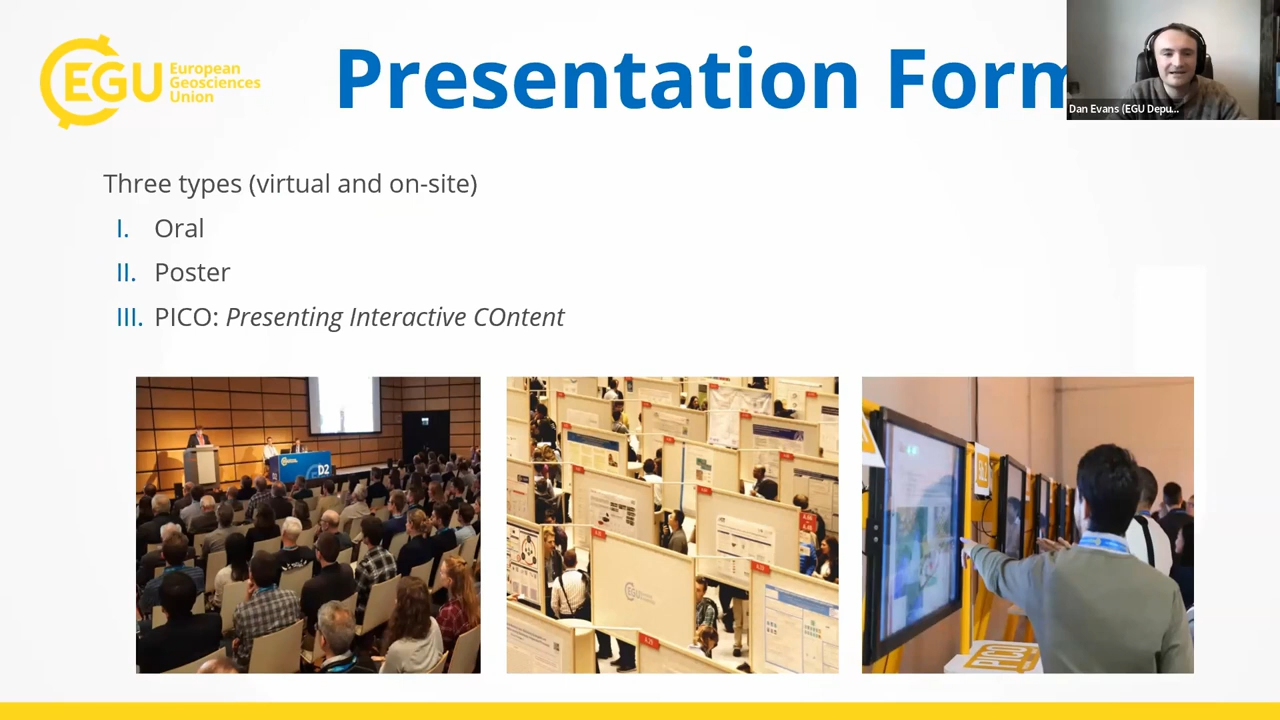 EGU
European
Geosciences
Union
Presentation Form
Dan Evans (EGU Depu...
Three types (virtual and on-site)
I. Oral
II. Poster
III. PICO: Presenting Interactive COntent
D2
EGU
PICO